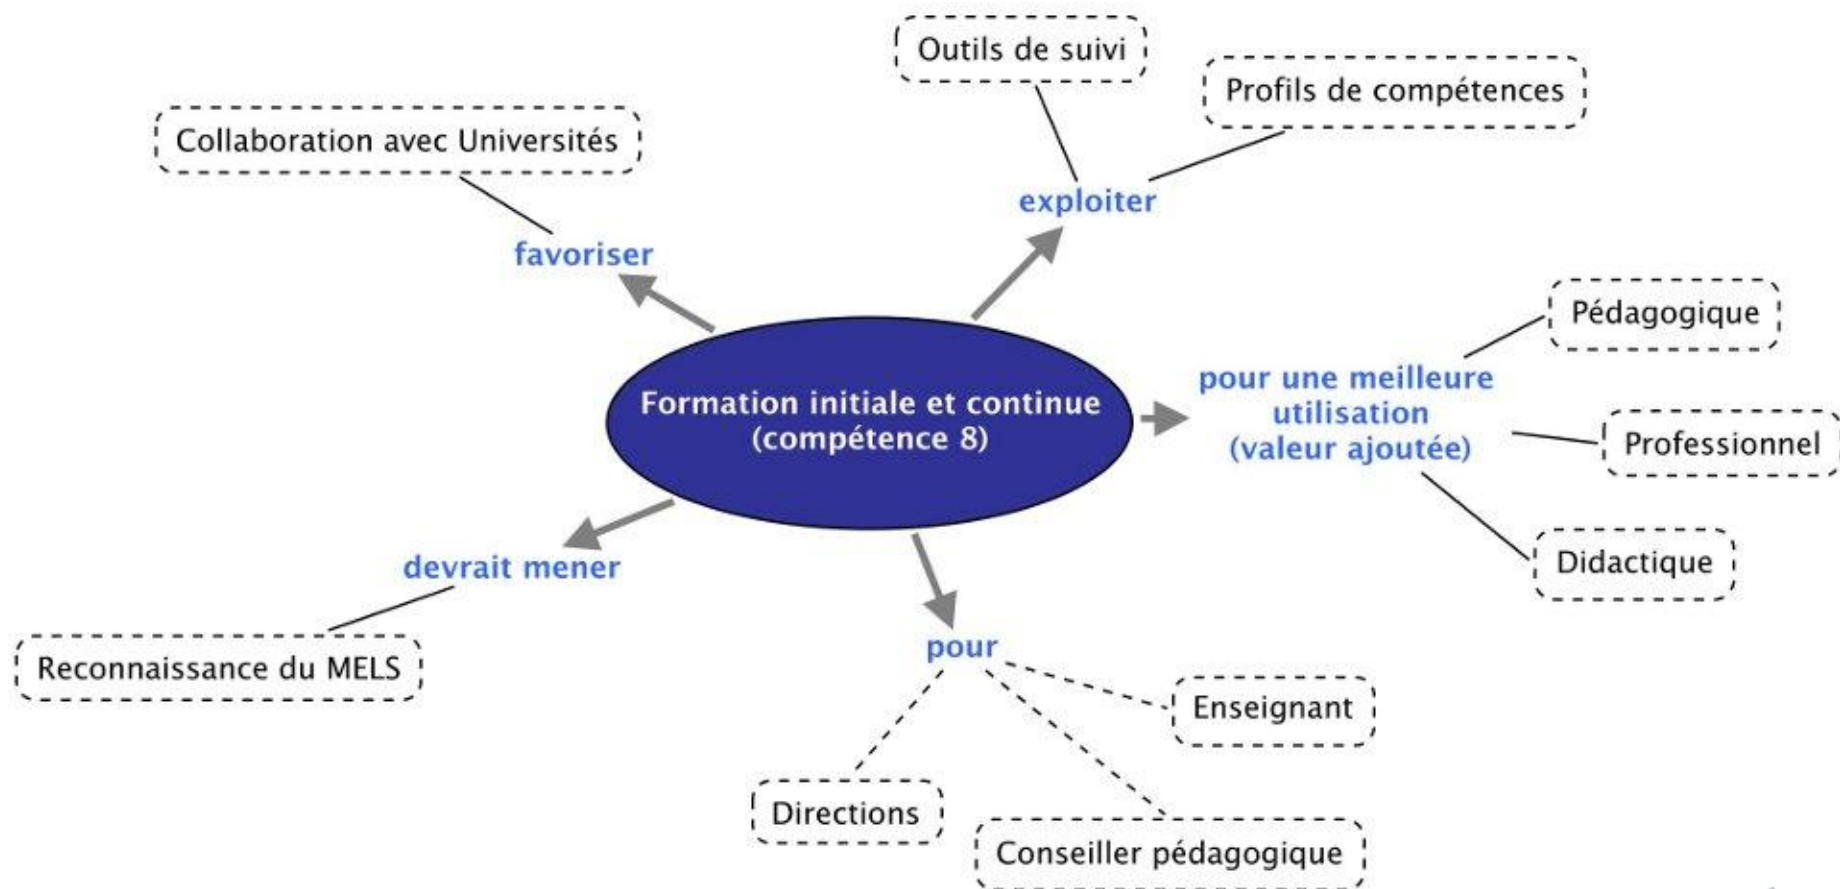 Outils de suivi
Profils de compétences
Collaboration avec Universités
exploiter
favoriser
Pédagogique
pour une meilleure
utilisation
(valeur ajoutée)
Formation initiale et continue
(compétence 8)
Professionnel
Didactique
devrait mener
Reconnaissance du MELS
pour
Enseignant
Directions
Conseiller pédagogique